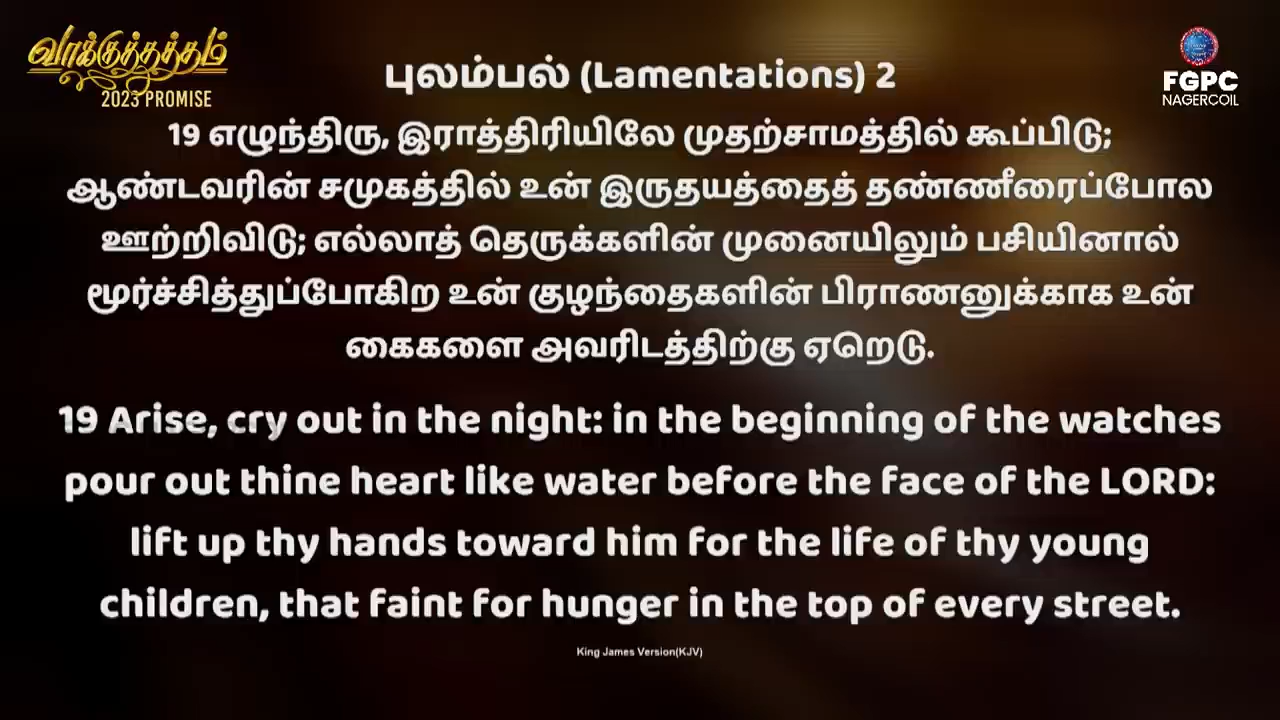 வாக்குத்தத்தம்
2023 PROMISE
FGPC
NAGERCOIL
புலம்பல் (Lamentations) 2
19 எழுந்திரு, இராத்திரியிலே முதற்சாமத்தில் கூப்பிடு;
ஆண்டவரின் சமுகத்தில் உன் இருதயத்தைத் தண்ணீரைப்போல
ஊற்றிவிடு; எல்லாத் தெருக்களின் முனையிலும் பசியினால்
மூர்ச்சித்துப்போகிற உன் குழந்தைகளின் பிராணனுக்காக உன்
கைகளை அவரிடத்திற்கு ஏறெடு.
19 Arise, cry out in the night: in the beginning of the watches
pour out thine heart like water before the face of the LORD:
lift up thy hands toward him for the life of thy young
children, that faint for hunger in the top of every street.
King James Version(KJV)